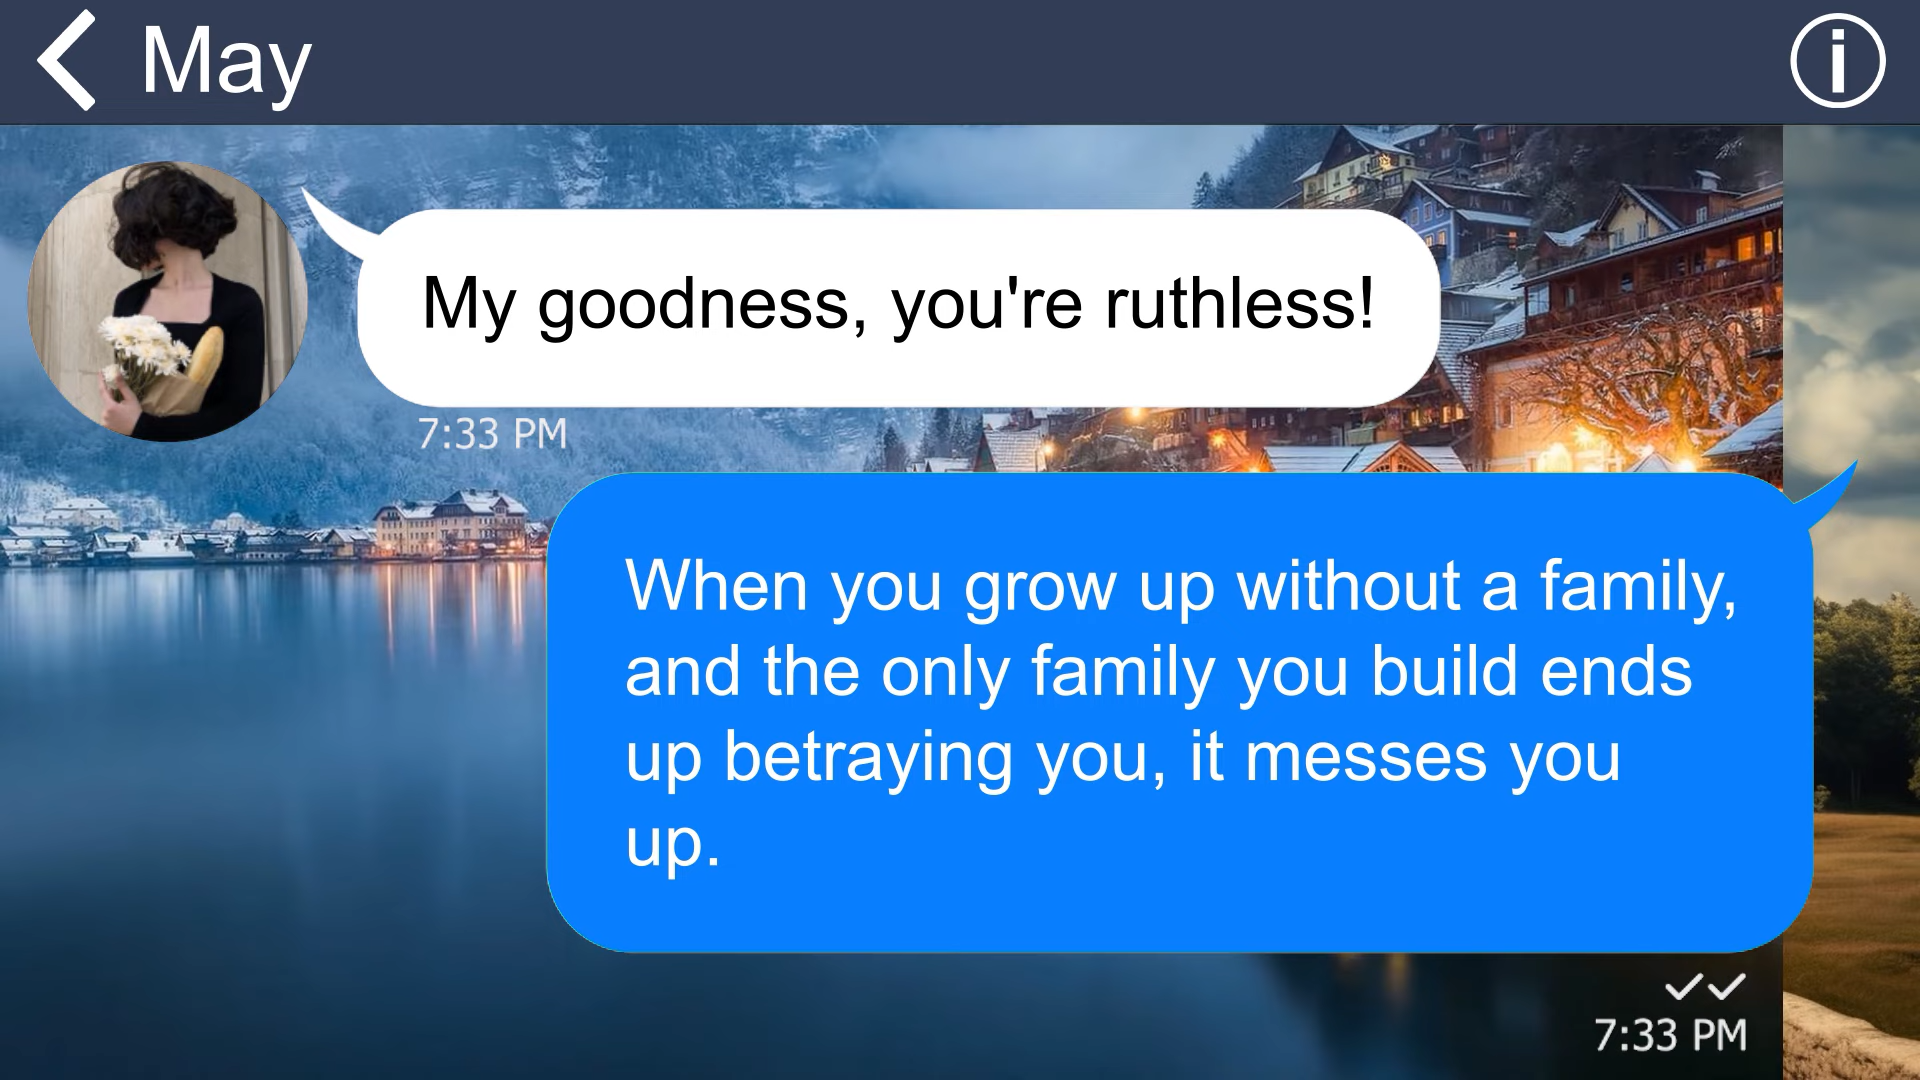 May
My goodness, you're ruthless!
7:33 PM
When you grow up without a family,
and the only family you build ends
up betraying you, it messes you
up.
7:33 PM